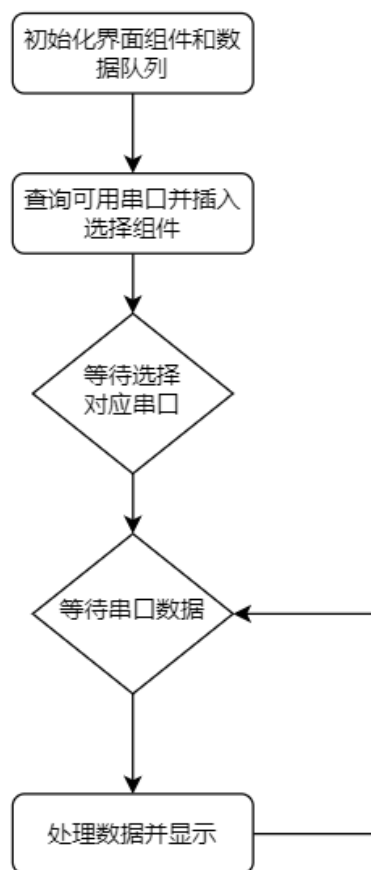 初始化界面组件和数
据队列
查询可用串口并插入
选择组件
等待选择
对应串口
等待串口数据
处理数据并显示